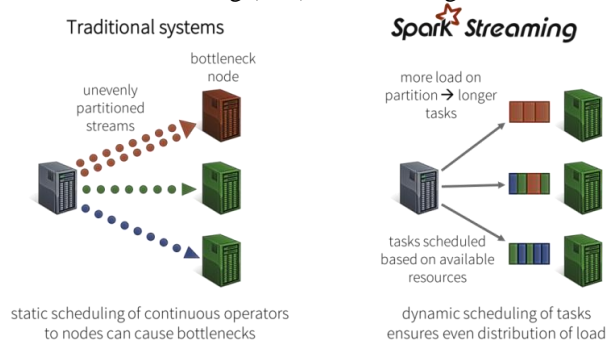 Traditional systems
Spark Streaming
bottleneck
node
unevenly
partitioned
streams
more load on
partition → longer
tasks
tasks scheduled
based on available
resources
static scheduling of continuous operators
to nodes can cause bottlenecks
dynamic scheduling of tasks
ensures even distribution of load